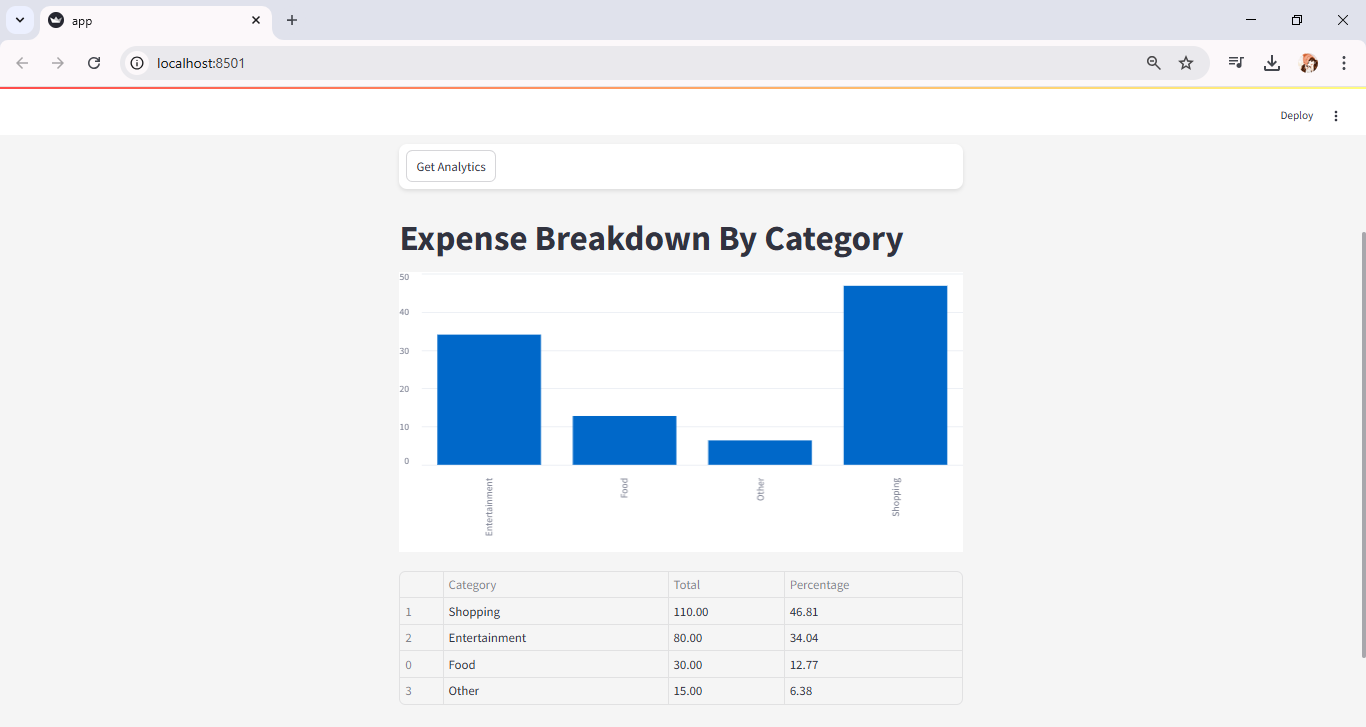 app
localhost:8501
Deploy
Get Analytics
Expense Breakdown By Category
50
40
30
20
10
0
Entertainment
Food
Other
Shopping
Category Total Percentage
1 Shopping 110.00 46.81
2 Entertainment 80.00 34.04
0 Food 30.00 12.77
3 Other 15.00 6.38